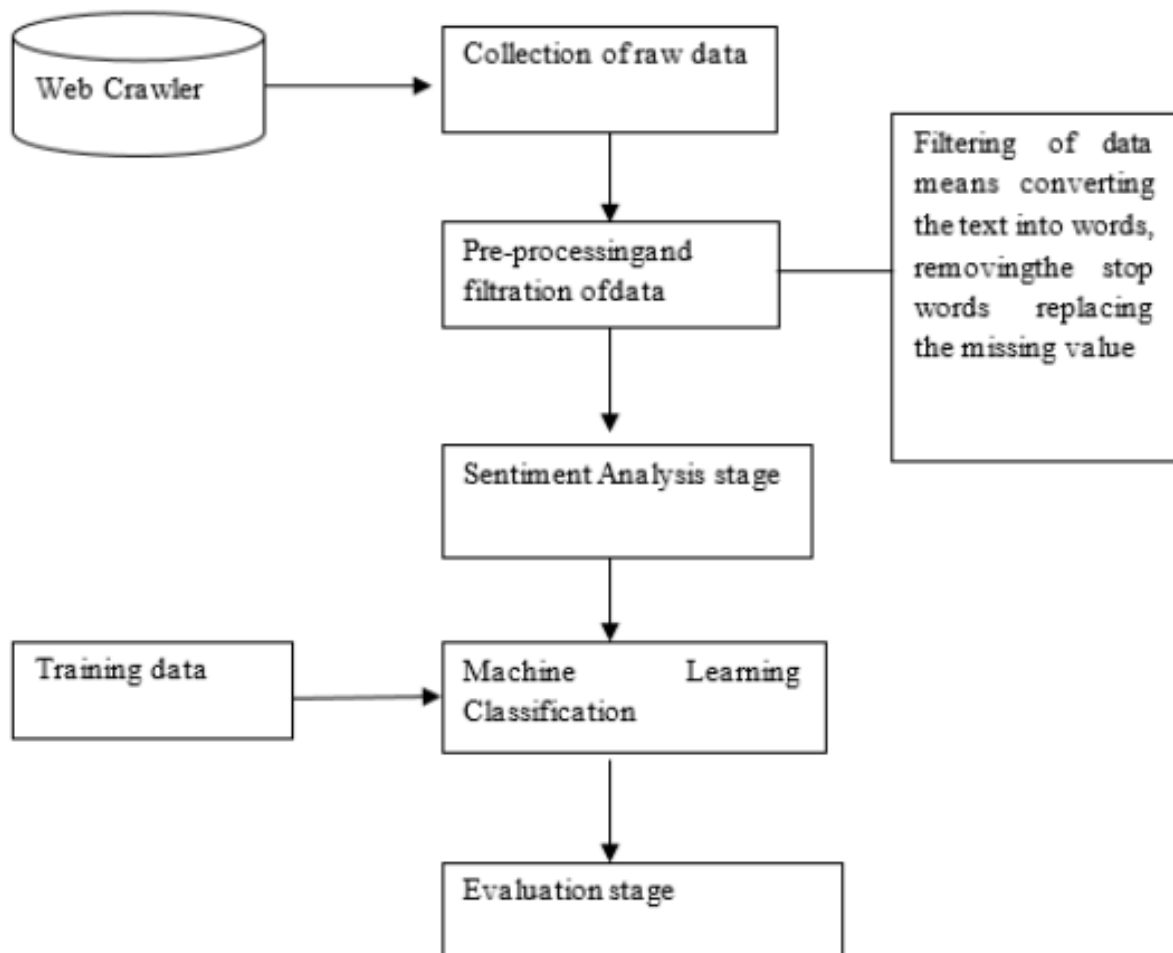 Web Crawler
Collection of raw data
Filtering of data
means converting
the text into words,
removingthe stop
words replacing
the missing value
Pre-processingand
filtration ofdata
Sentiment Analysis stage
Training data
Machine Learning
Classification
Evaluation stage